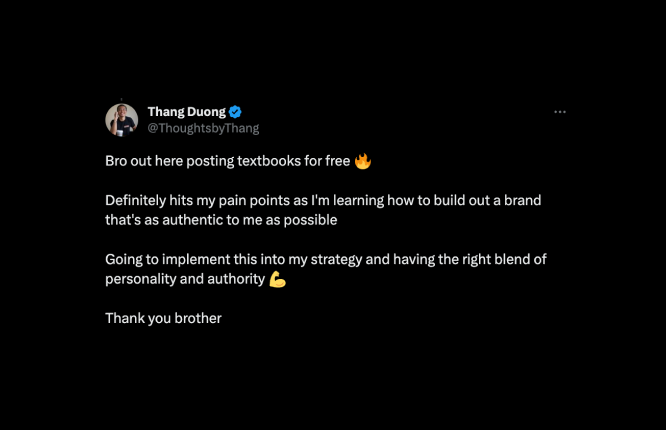 Thang Duong
@ThoughtsbyThang
Bro out here posting textbooks for free 🔥
Definitely hits my pain points as I'm learning how to build out a brand
that's as authentic to me as possible
Going to implement this into my strategy and having the right blend of
personality and authority 💪
Thank you brother